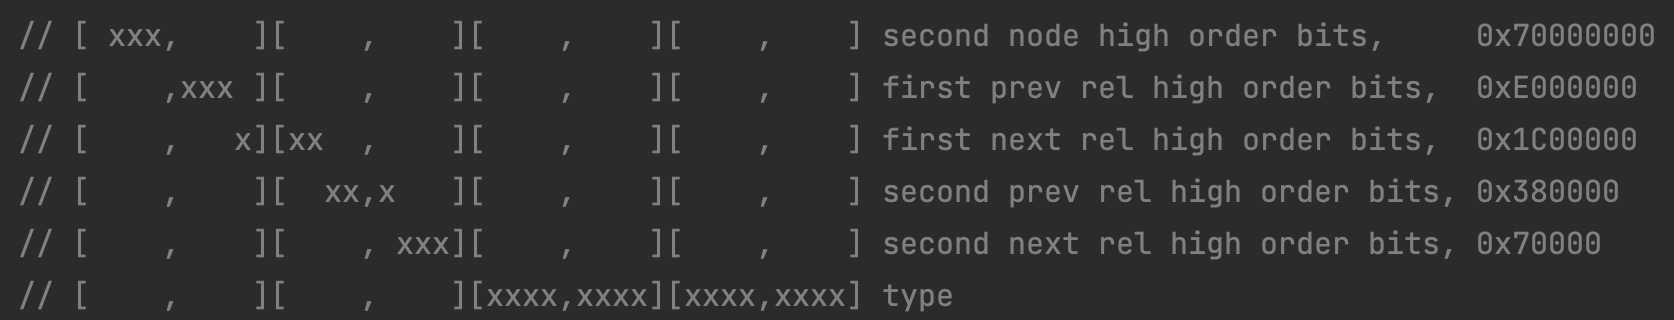 // [ xxx,    ][    ,    ][    ,    ][    ,    ] second node high order bits,     0x70000000
// [    ,xxx ][    ,    ][    ,    ][    ,    ] first prev rel high order bits,  0xE000000
// [    ,   x][xx  ,    ][    ,    ][    ,    ] first next rel high order bits,  0x1C00000
// [    ,    ][  xx,x   ][    ,    ][    ,    ] second prev rel high order bits, 0x380000
// [    ,    ][    , xxx][    ,    ][    ,    ] second next rel high order bits, 0x70000
// [    ,    ][    ,    ][xxxx,xxxx][xxxx,xxxx] type